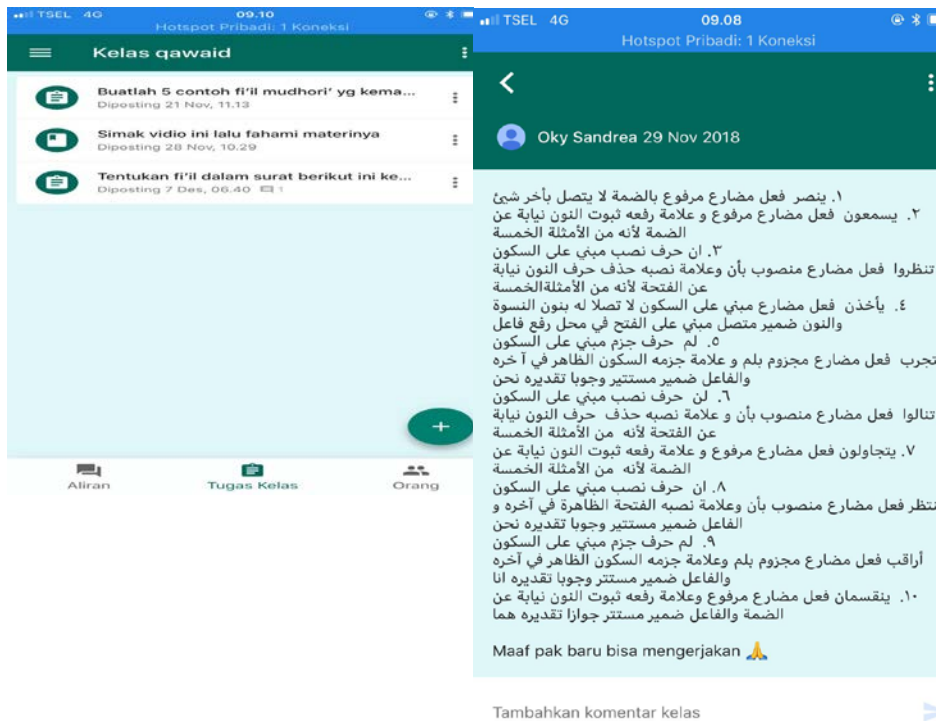 TSEL 4G 09.10
Hotspot Pribadi: 1 Koneksi
Kelas qawaid
Buatlah 5 contoh fi'il mudhori' yg kema...
Diposting 21 Nov, 11.13
Simak vidio ini lalu fahami materinya
Diposting 28 Nov, 10.29
Tentukan fi'il dalam surat berikut ini ke...
Diposting 7 Des, 06.40 1
+
Aliran Tugas Kelas Orang
TSEL 4G 09.08
Hotspot Pribadi: 1 Koneksi
Oky Sandrea 29 Nov 2018
١. ينصر فعل مضارع مرفوع بالضمة لا يتصل بأخر شيئ
٢. يسمعون فعل مضارع مرفوع و علامة رفعه ثبوت النون نيابة عن
الضمة لأنه من الأمثلة الخمسة
٣. ان حرف نصب مبني على السكون
تنظروا فعل مضارع منصوب بأن وعلامة نصبه حذف حرف النون نيابة
عن الفتحة لأنه من الأمثلةالخمسة
٤. يأخذن فعل مضارع مبني على السكون لا تصلا له بنون النسوة
والنون ضمير متصل مبني على الفتح في محل رفع فاعل
٥. لم حرف جزم مبني على السكون
نتجرب فعل مضارع مجزوم بلم و علامة جزمه السكون الظاهر في آ خره
والفاعل ضمير مستتير وجوبا تقديره نحن
٦. لن حرف نصب مبني على السكون
تنالوا فعل مضارع منصوب بأن و علامة نصبه حذف حرف النون نيابة
عن الفتحة لأنه من الأمثلة الخمسة
٧. يتجاولون فعل مضارع مرفوع و علامة رفعه ثبوت النون نيابة عن
الضمة لأنه من الأمثلة الخمسة
٨. ان حرف نصب مبني على السكون
ننتظر فعل مضارع منصوب بأن وعلامة نصبه الفتحة الظاهرة في آخره و
الفاعل ضمير مستتير وجوبا تقديره نحن
٩. لم حرف جزم مبني على السكون
أراقب فعل مضارع مجزوم بلم وعلامة جزمه السكون الظاهر في آخره
والفاعل ضمير مستتر وجوبا تقديره انا
١٠. ينقسمان فعل مضارع مرفوع وعلامة رفعه ثبوت النون نيابة عن
الضمة والفاعل ضمير مستتر جوازا تقديره هما
Maaf pak baru bisa mengerjakan 🙏
Tambahkan komentar kelas